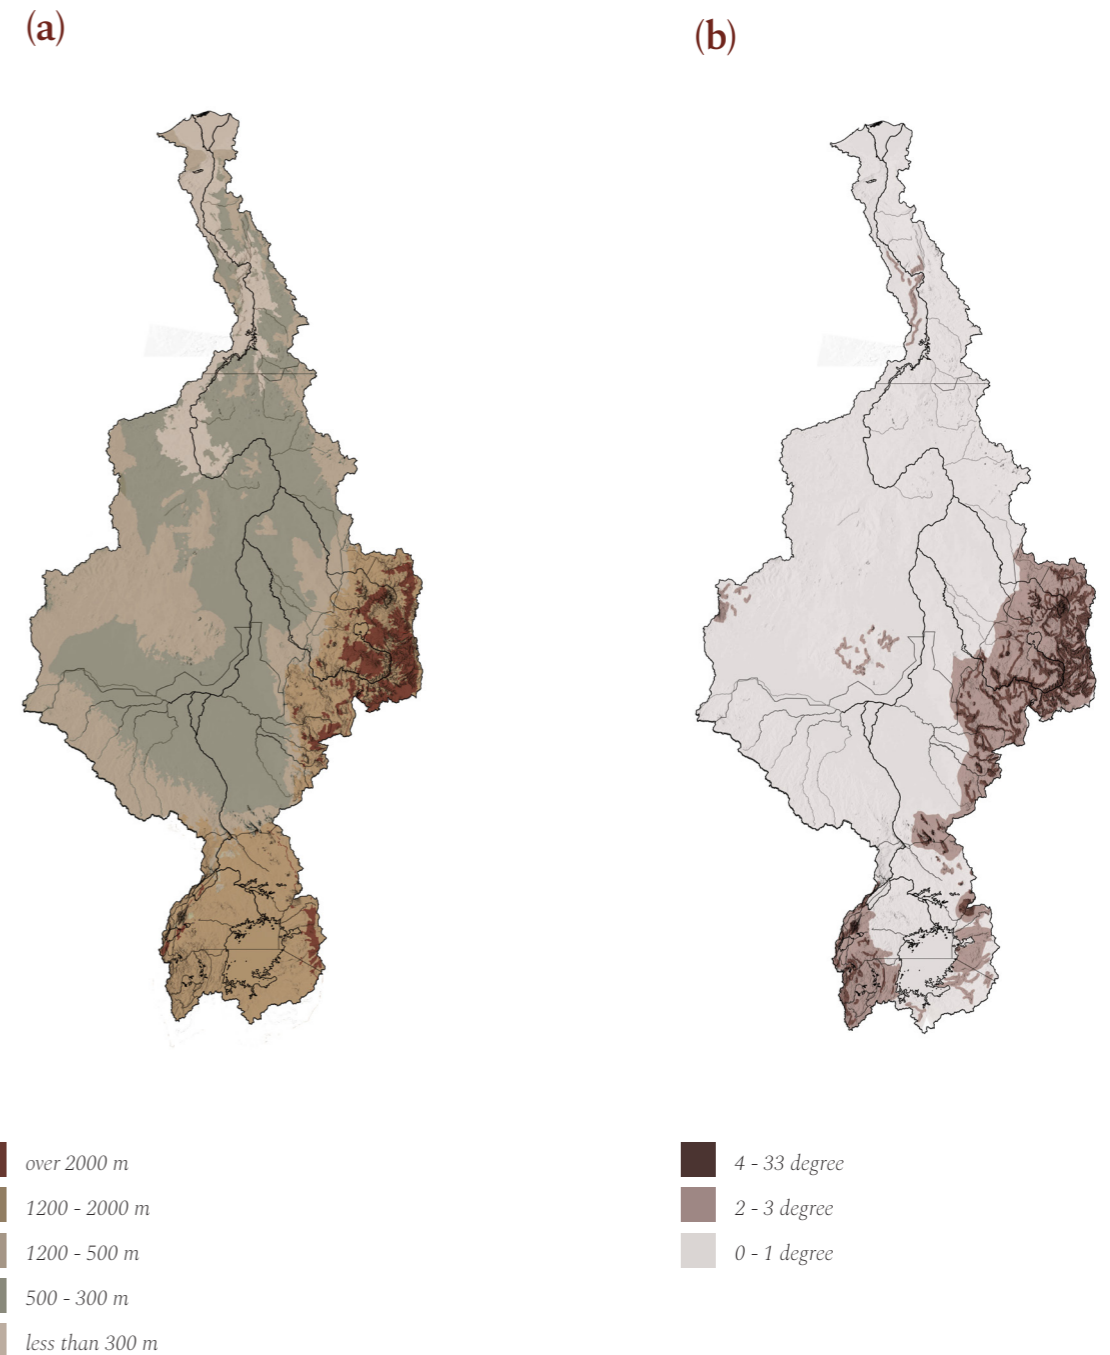 (a)
(b)
over 2000 m
1200 - 2000 m
1200 - 500 m
500 - 300 m
less than 300 m
4 - 33 degree
2 - 3 degree
0 - 1 degree